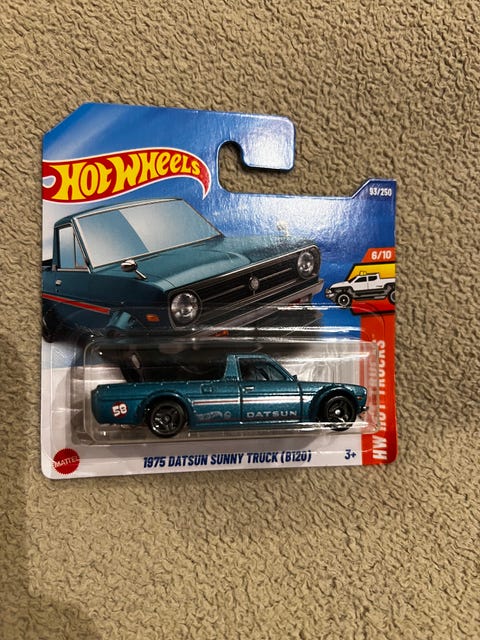 HOT WHEELS
93/250
6/10
HW HOT TRUCKS
58
DATSUN
MATTEL
1975 DATSUN SUNNY TRUCK (B120)
3+